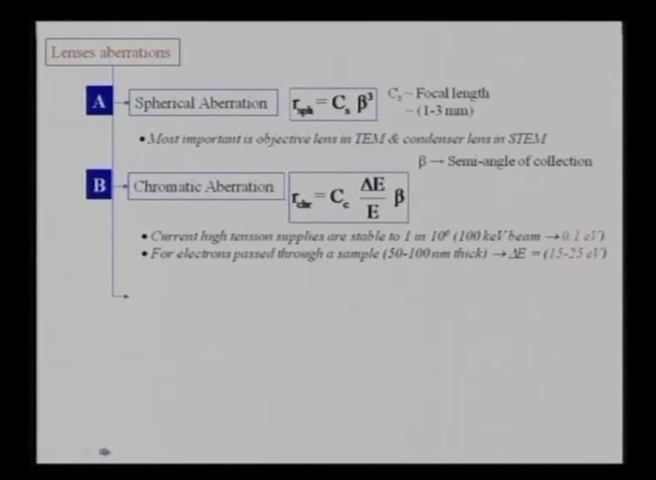 Lenses aberrations
A
Spherical Aberration
r_sph = C_s β³
C_s ~ Focal length
~ (1-3 mm)
• Most important is objective lens in TEM & condenser lens in STEM
β → Semi-angle of collection
B
Chromatic Aberration
r_chr = C_c ΔE/E β
• Current high tension supplies are stable to 1 in 10⁶ (100 keV beam → 0.1 eV)
• For electrons passed through a sample (50-100 nm thick) → ΔE = (15-25 eV)